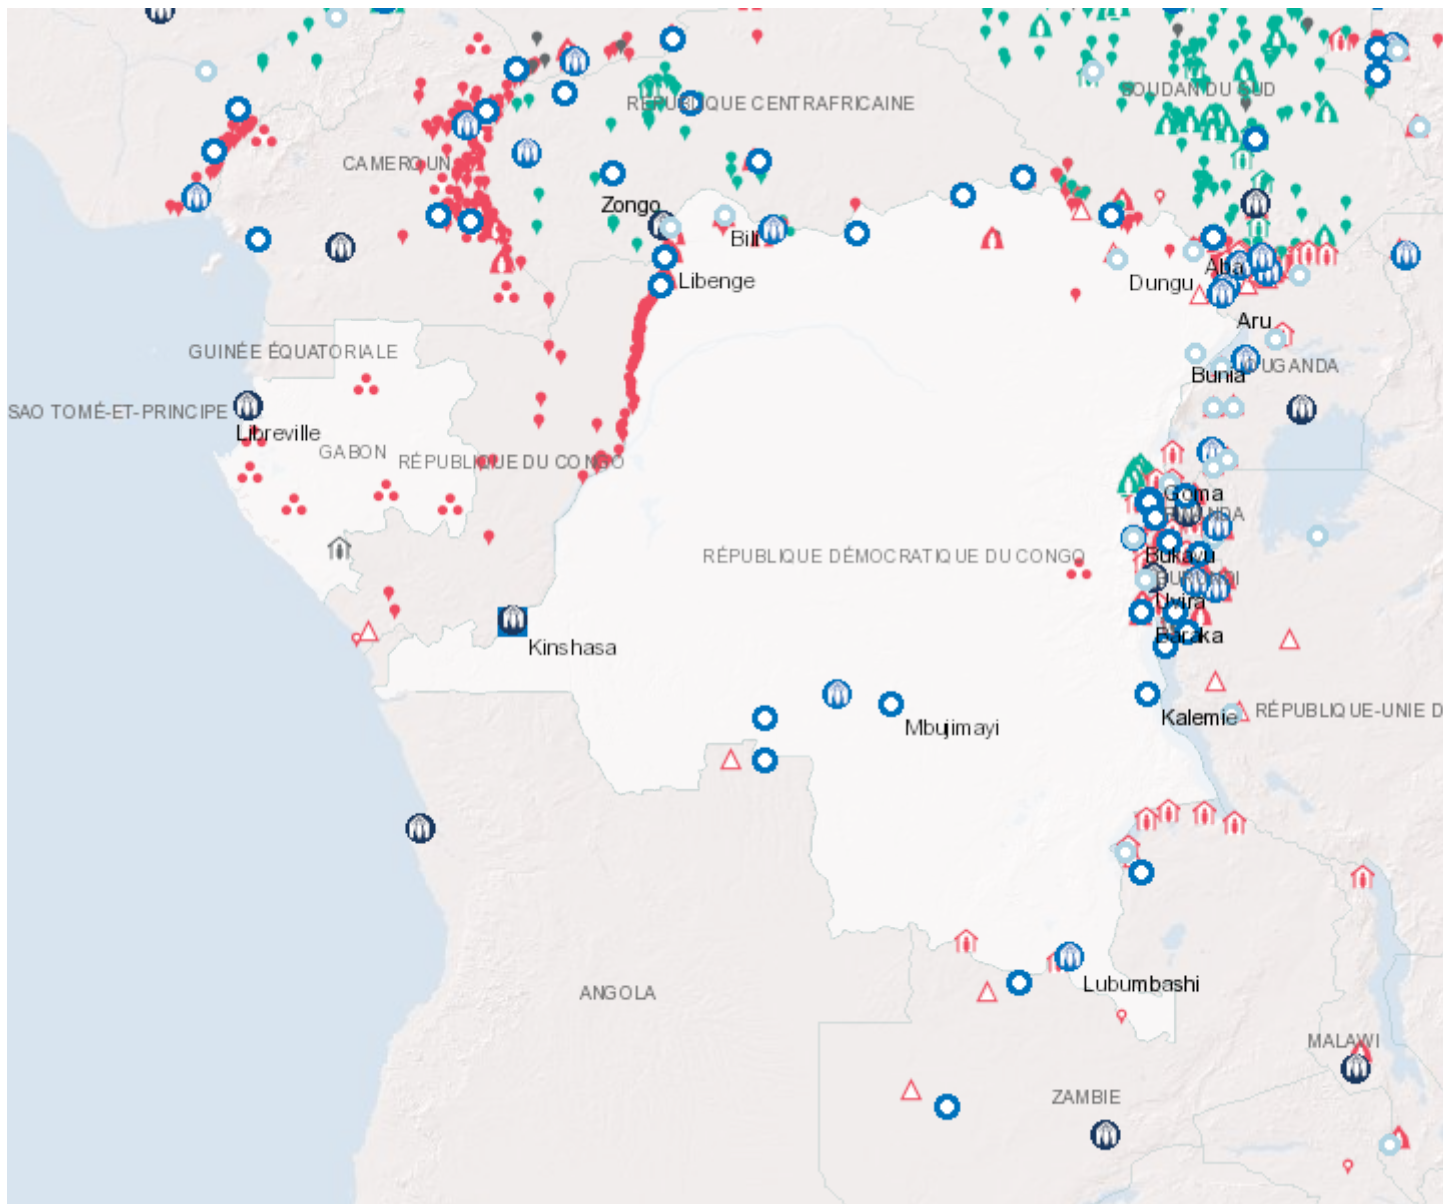 SOUDAN DU SUD
RÉPUBLIQUE CENTRAFRICAINE
CAMEROUN
Zongo
Bili
Aba
Libenge
Dungu
Aru
GUINÉE ÉQUATORIALE
UGANDA
Bunia
SAO TOMÉ-ET-PRINCIPE
Libreville
GABON
RÉPUBLIQUE DU CONGO
Goma
RWANDA
RÉPUBLIQUE DÉMOCRATIQUE DU CONGO
Bukavu
BURUNDI
Uvira
Baraka
Kinshasa
Kalemie
RÉPUBLIQUE-UNIE D
Mbujimayi
Lubumbashi
ANGOLA
MALAWI
ZAMBIE